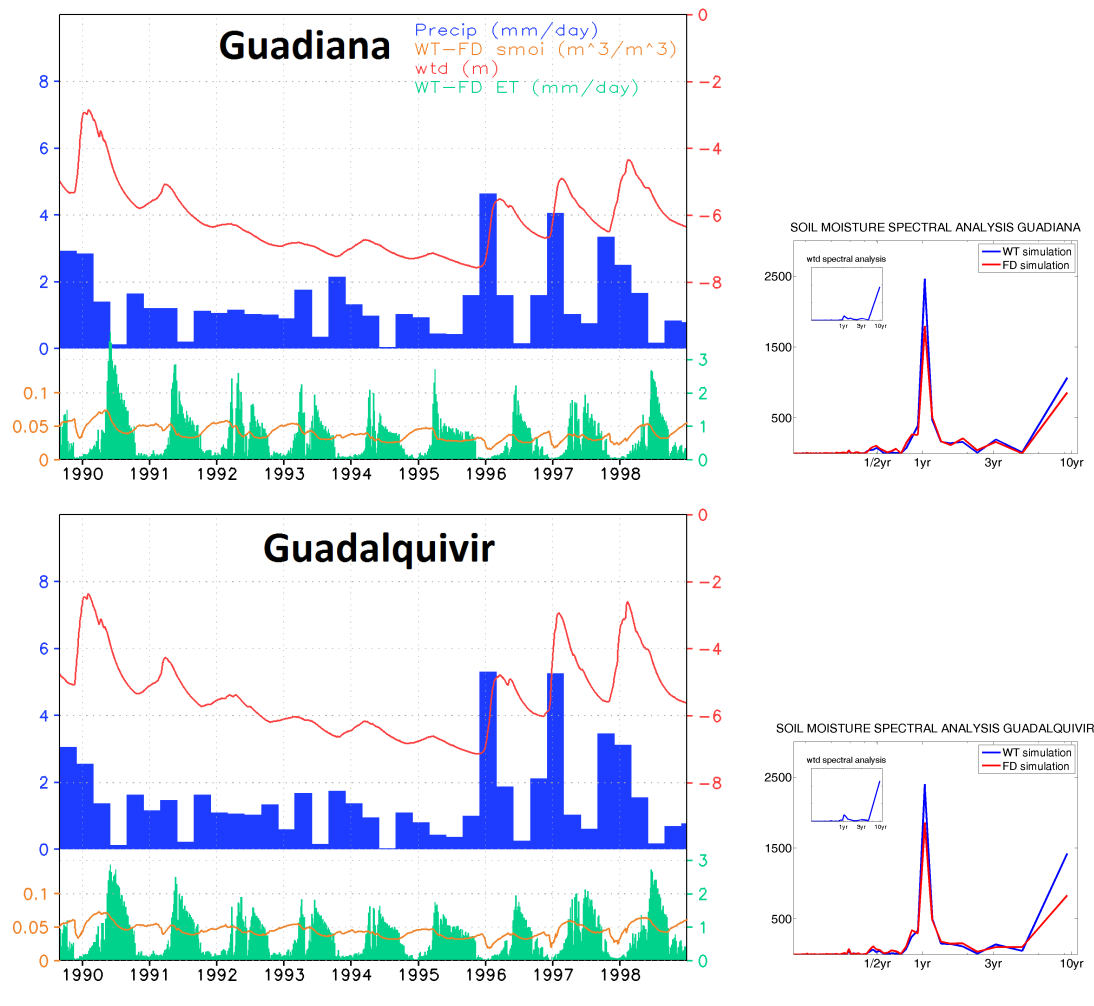 Guadiana
Precip (mm/day)
WT-FD smoi (m^3/m^3)
wtd (m)
WT-FD ET (mm/day)
8
6
4
2
0
0
-2
-4
-6
-8
3
2
1
0
0.1
0.05
0
1990 1991 1992 1993 1994 1995 1996 1997 1998
SOIL MOISTURE SPECTRAL ANALYSIS GUADIANA
WT simulation
FD simulation
wtd spectral analysis
1yr 3yr 10yr
2500
1500
500
1/2yr 1yr 3yr 10yr
Guadalquivir
8
6
4
2
0
0
-2
-4
-6
-8
3
2
1
0
0.1
0.05
0
1990 1991 1992 1993 1994 1995 1996 1997 1998
SOIL MOISTURE SPECTRAL ANALYSIS GUADALQUIVIR
WT simulation
FD simulation
wtd spectral analysis
1yr 3yr 10yr
2500
1500
500
1/2yr 1yr 3yr 10yr